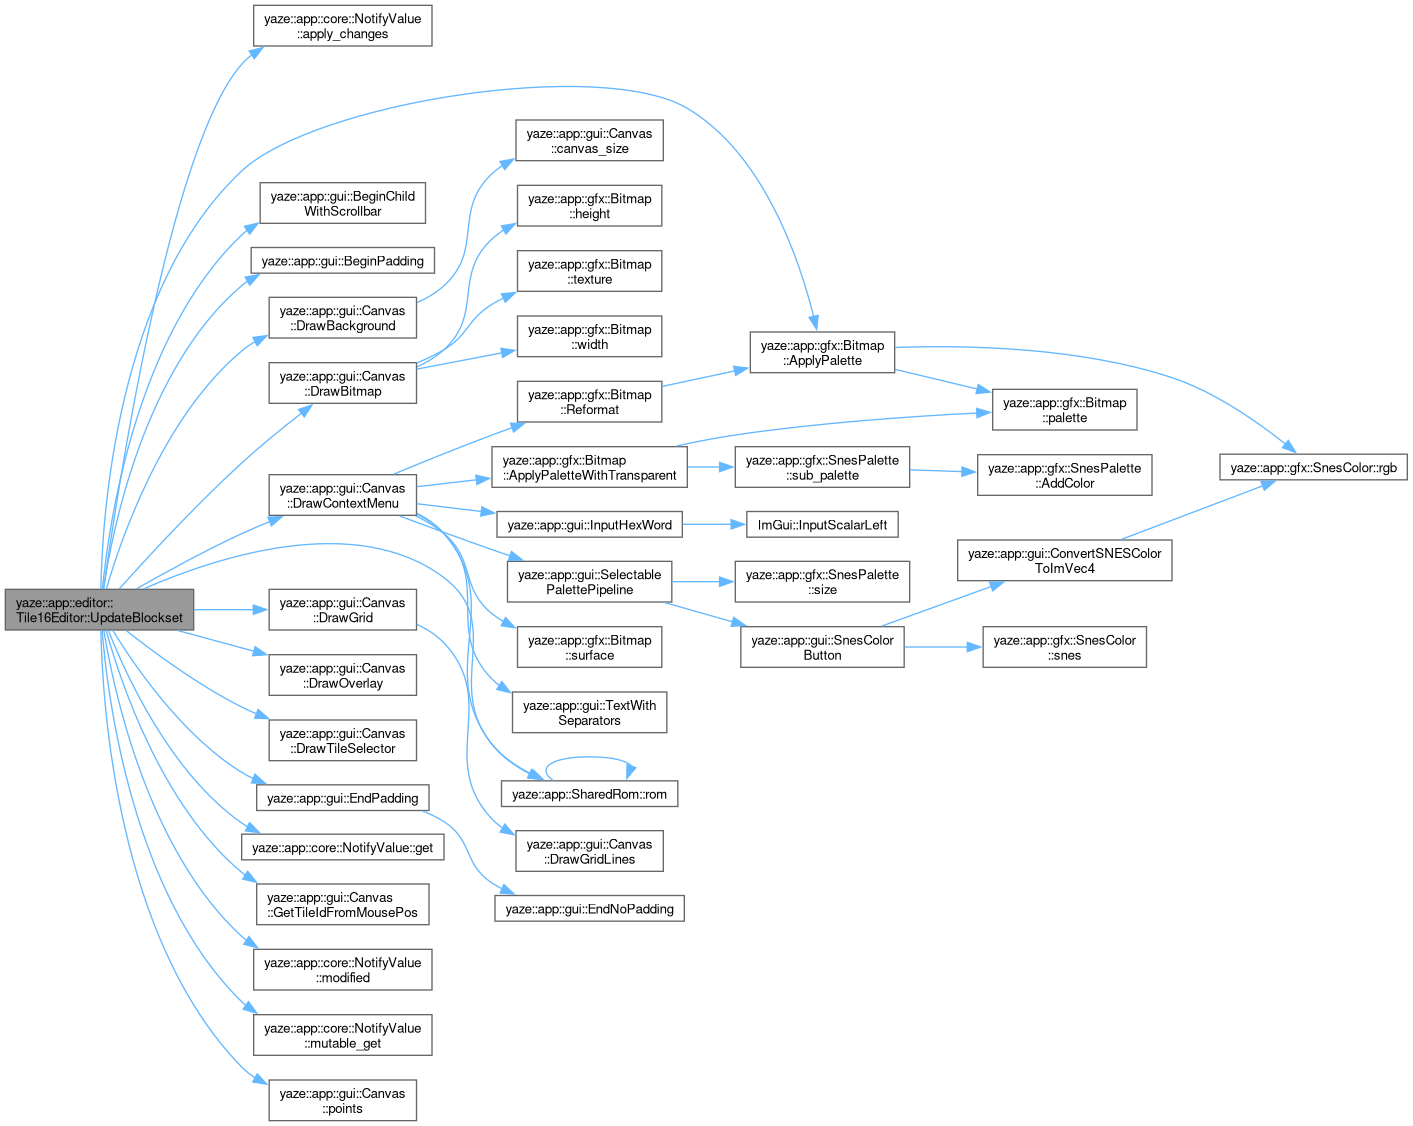 yaze::app::editor::
Tile16Editor::UpdateBlockset
yaze::app::core::NotifyValue
::apply_changes
yaze::app::gui::BeginChild
WithScrollbar
yaze::app::gui::BeginPadding
yaze::app::gui::Canvas
::DrawBackground
yaze::app::gui::Canvas
::DrawBitmap
yaze::app::gui::Canvas
::DrawContextMenu
yaze::app::gui::Canvas
::DrawGrid
yaze::app::gui::Canvas
::DrawOverlay
yaze::app::gui::Canvas
::DrawTileSelector
yaze::app::gui::EndPadding
yaze::app::core::NotifyValue::get
yaze::app::gui::Canvas
::GetTileIdFromMousePos
yaze::app::core::NotifyValue
::modified
yaze::app::core::NotifyValue
::mutable_get
yaze::app::gui::Canvas
::points
yaze::app::gui::Canvas
::canvas_size
yaze::app::gfx::Bitmap
::height
yaze::app::gfx::Bitmap
::texture
yaze::app::gfx::Bitmap
::width
yaze::app::gfx::Bitmap
::Reformat
yaze::app::gfx::Bitmap
::ApplyPaletteWithTransparent
yaze::app::gui::InputHexWord
yaze::app::gui::Selectable
PalettePipeline
yaze::app::gfx::Bitmap
::surface
yaze::app::gui::TextWith
Separators
yaze::app::SharedRom::rom
yaze::app::gui::Canvas
::DrawGridLines
yaze::app::gui::EndNoPadding
yaze::app::gfx::Bitmap
::ApplyPalette
yaze::app::gfx::SnesPalette
::sub_palette
ImGui::InputScalarLeft
yaze::app::gfx::SnesPalette
::size
yaze::app::gui::SnesColor
Button
yaze::app::gfx::Bitmap
::palette
yaze::app::gfx::SnesPalette
::AddColor
yaze::app::gui::ConvertSNESColor
ToImVec4
yaze::app::gfx::SnesColor
::snes
yaze::app::gfx::SnesColor::rgb